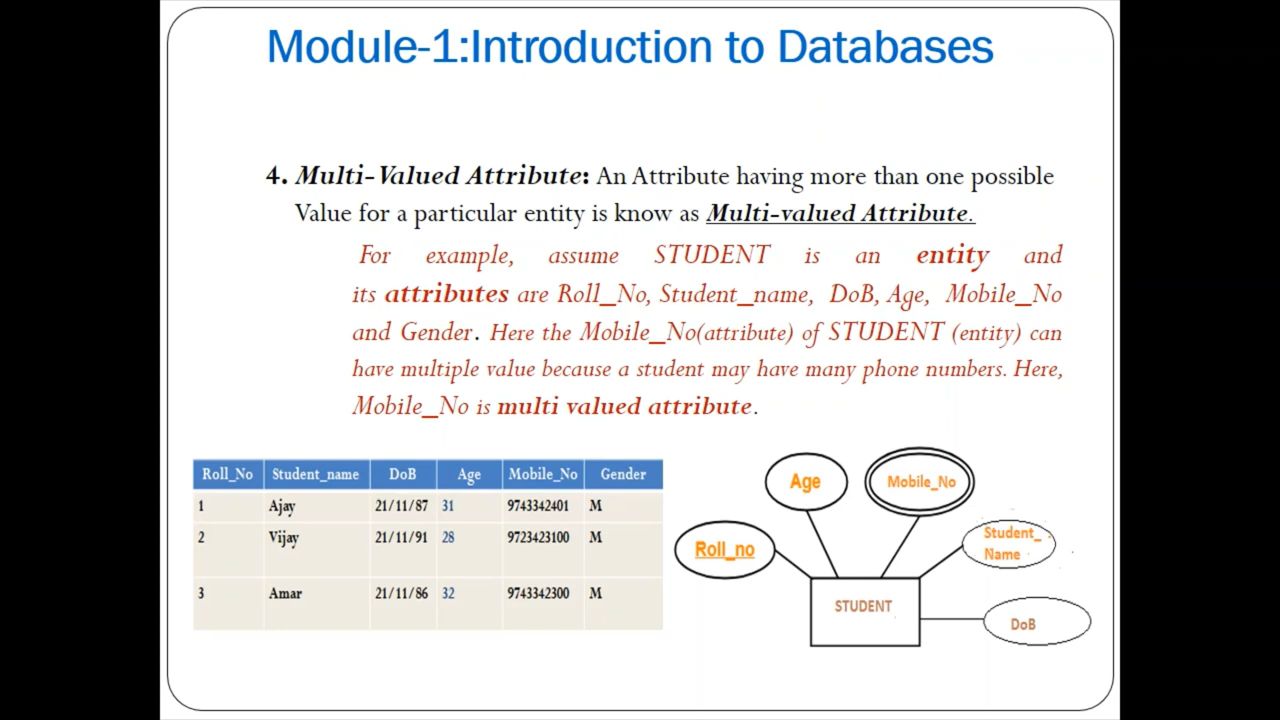 Module-1:Introduction to Databases
4. Multi-Valued Attribute: An Attribute having more than one possible
Value for a particular entity is know as Multi-valued Attribute.
For example, assume STUDENT is an entity and
its attributes are Roll_No, Student_name, DoB, Age, Mobile_No
and Gender. Here the Mobile_No(attribute) of STUDENT (entity) can
have multiple value because a student may have many phone numbers. Here,
Mobile_No is multi valued attribute.
Roll_No Student_name DoB Age Mobile_No Gender
1 Ajay 21/11/87 31 9743342401 M
2 Vijay 21/11/91 28 9723423100 M
3 Amar 21/11/86 32 9743342300 M
Age
Mobile_No
Roll_no
Student_
Name
STUDENT
DoB